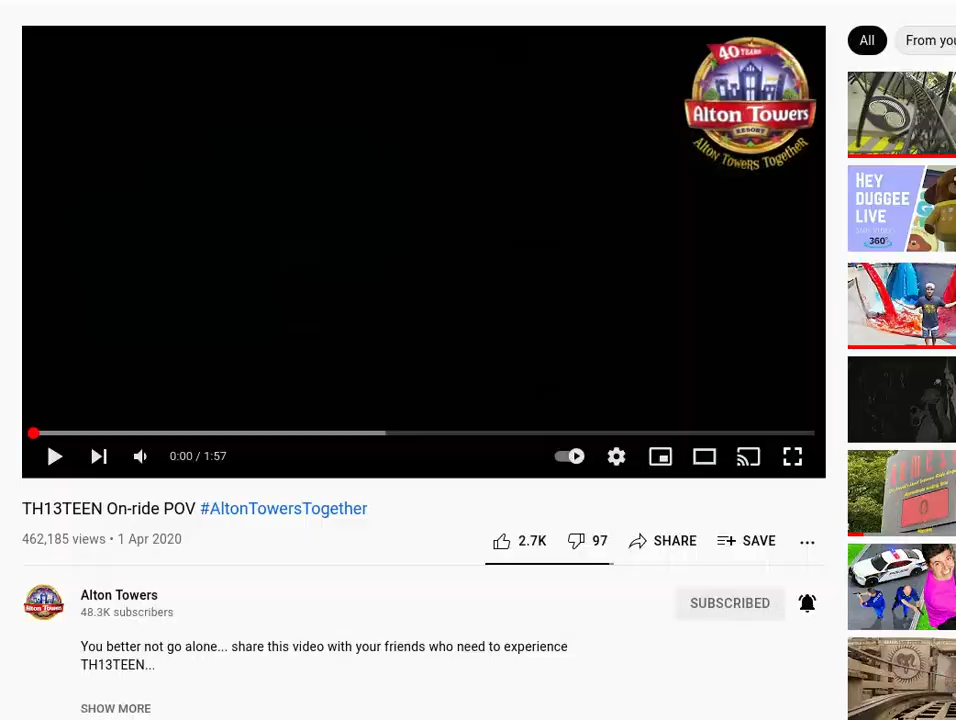 40 YEARS
Alton Towers
RESORT
Alton Towers Together
0:00 / 1:57
TH13TEEN On-ride POV #AltonTowersTogether
462,185 views • 1 Apr 2020
2.7K
97
SHARE
SAVE
Alton Towers
48.3K subscribers
SUBSCRIBED
You better not go alone... share this video with your friends who need to experience
TH13TEEN...
SHOW MORE
All
From you
HEY
DUGGEE
LIVE
360°